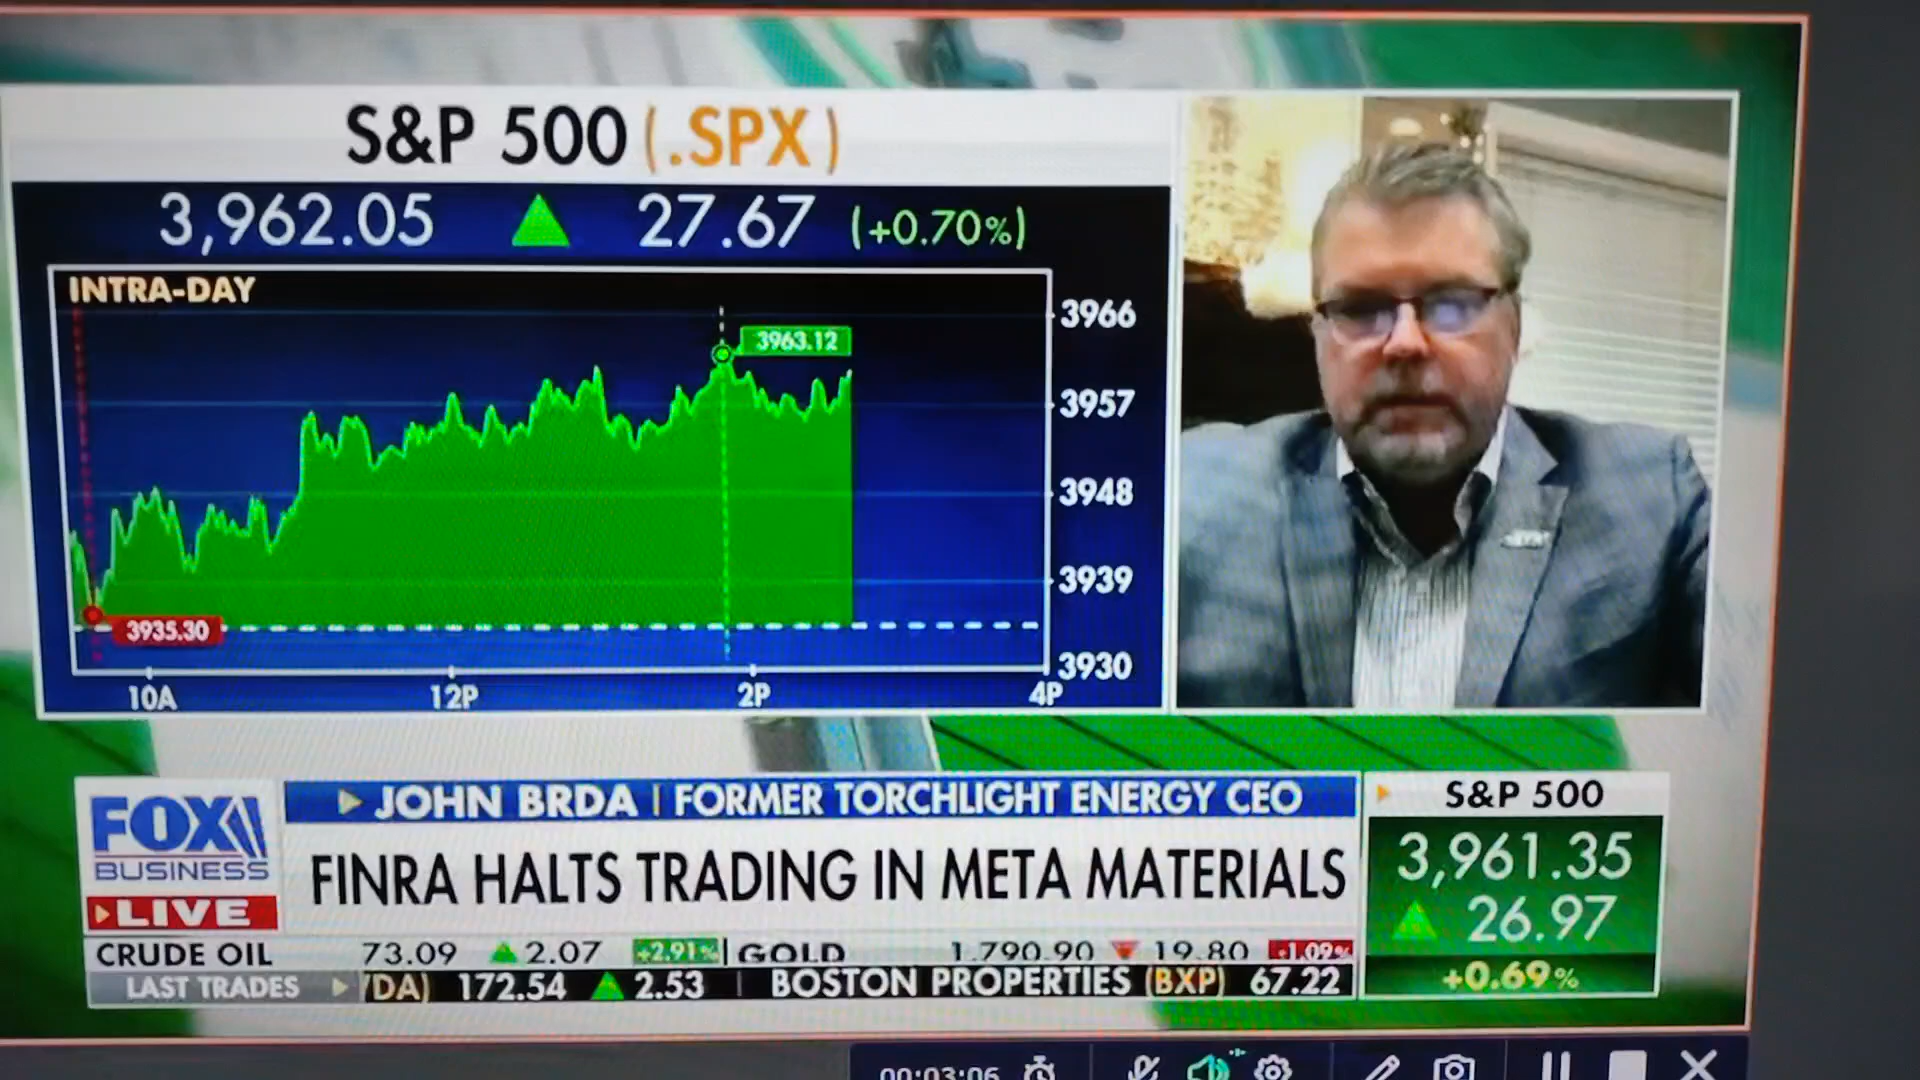 S&P 500 (.SPX)
3,962.05 ▲ 27.67 (+0.70%)
INTRA-DAY
3966
3963.12
3957
3948
3939
3935.30
3930
10A 12P 2P 4P
FOX
BUSINESS
LIVE
JOHN BRDA | FORMER TORCHLIGHT ENERGY CEO
FINRA HALTS TRADING IN META MATERIALS
S&P 500
3,961.35
▲ 26.97
+0.69%
CRUDE OIL 73.09 ▲ 2.07 +2.91% GOLD 1,790.90 ▼ 19.80 -1.09%
LAST TRADES DA) 172.54 ▲ 2.53 | BOSTON PROPERTIES (BXP) 67.22
00:03:06